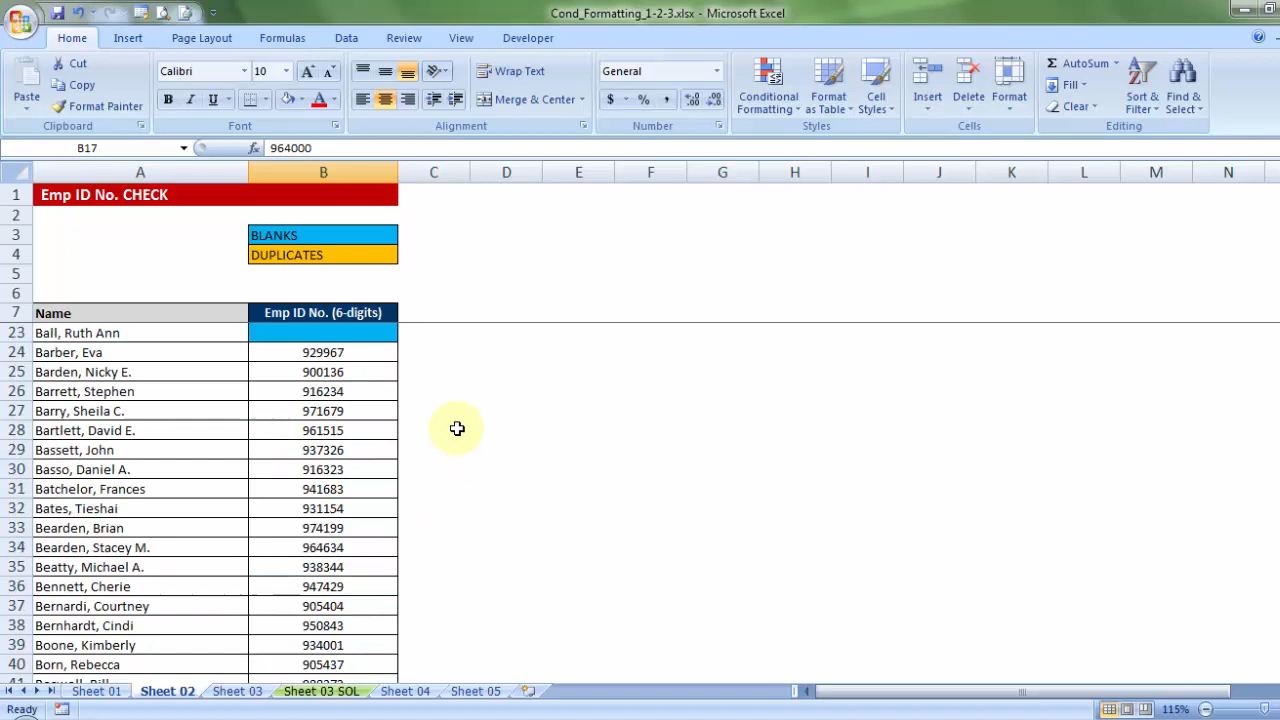 Cond_Formatting_1-2-3.xlsx - Microsoft Excel
Home Insert Page Layout Formulas Data Review View Developer
Paste Cut Copy Format Painter Clipboard
Calibri 10 A A B I U A Font
Wrap Text Merge & Center Alignment
General $ % , Number
Conditional Formatting Format as Table Cell Styles Styles
Insert Delete Format Cells
Σ AutoSum Fill Clear Sort & Filter Find & Select Editing
B17 fx 964000
A B C D E F G H I J K L M N
1 Emp ID No. CHECK
2
3 BLANKS
4 DUPLICATES
5
6
7 Name Emp ID No. (6-digits)
23 Ball, Ruth Ann
24 Barber, Eva 929967
25 Barden, Nicky E. 900136
26 Barrett, Stephen 916234
27 Barry, Sheila C. 971679
28 Bartlett, David E. 961515
29 Bassett, John 937326
30 Basso, Daniel A. 916323
31 Batchelor, Frances 941683
32 Bates, Tieshai 931154
33 Bearden, Brian 974199
34 Bearden, Stacey M. 964634
35 Beatty, Michael A. 938344
36 Bennett, Cherie 947429
37 Bernardi, Courtney 905404
38 Bernhardt, Cindi 950843
39 Boone, Kimberly 934001
40 Born, Rebecca 905437
Sheet 01 Sheet 02 Sheet 03 Sheet 03 SOL Sheet 04 Sheet 05
Ready 115%